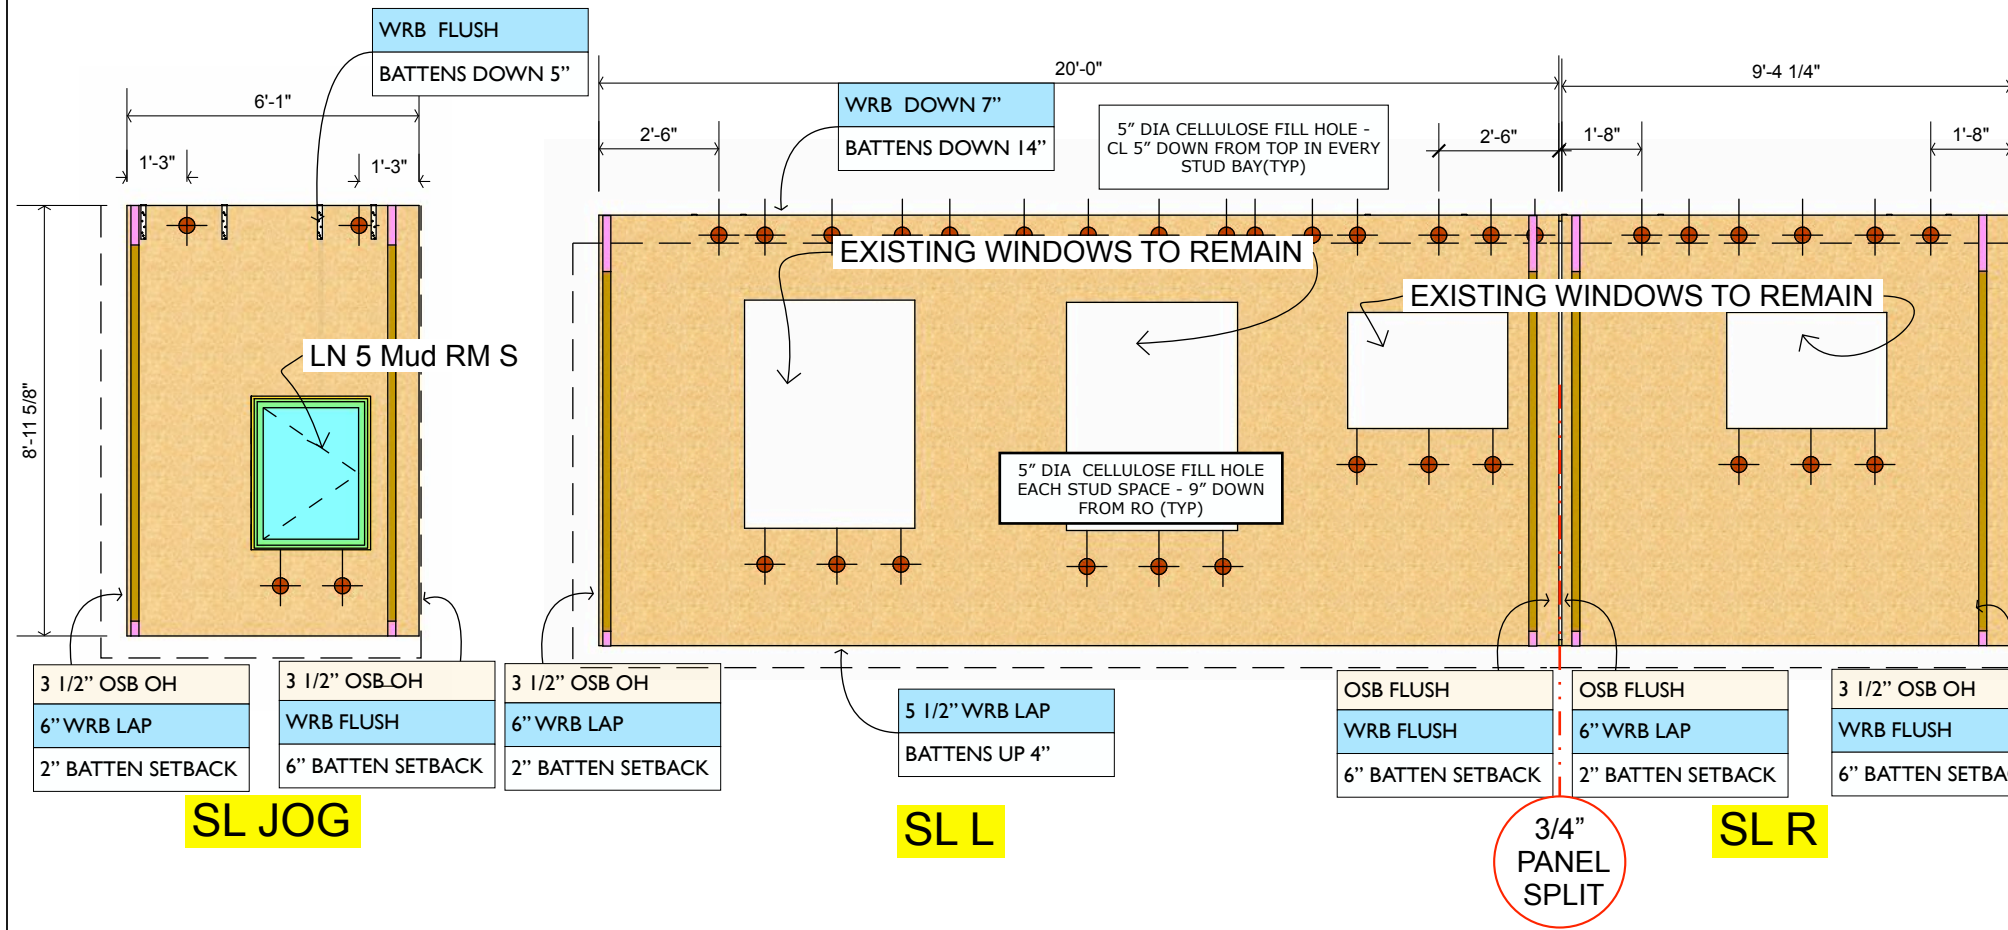 WRB  FLUSH
BATTENS DOWN 5”
6'-1"
1'-3"
1'-3"
8'-11 5/8"
LN 5 Mud RM S
3 1/2” OSB OH
6” WRB LAP
2” BATTEN SETBACK
3 1/2” OSB OH
WRB FLUSH
6” BATTEN SETBACK
SL JOG
20'-0"
9'-4 1/4"
WRB  DOWN 7”
BATTENS DOWN 14”
5” DIA CELLULOSE FILL HOLE -
CL 5” DOWN FROM TOP IN EVERY
STUD BAY(TYP)
2'-6"
2'-6"
1'-8"
1'-8"
EXISTING WINDOWS TO REMAIN
EXISTING WINDOWS TO REMAIN
5” DIA  CELLULOSE FILL HOLE
EACH STUD SPACE - 9” DOWN
FROM RO (TYP)
3 1/2” OSB OH
6” WRB LAP
2” BATTEN SETBACK
5 1/2” WRB LAP
BATTENS UP 4”
OSB FLUSH
WRB FLUSH
6” BATTEN SETBACK
OSB FLUSH
6” WRB LAP
2” BATTEN SETBACK
3 1/2” OSB OH
WRB FLUSH
6” BATTEN
SL L
SL R
3/4”
PANEL
SPLIT